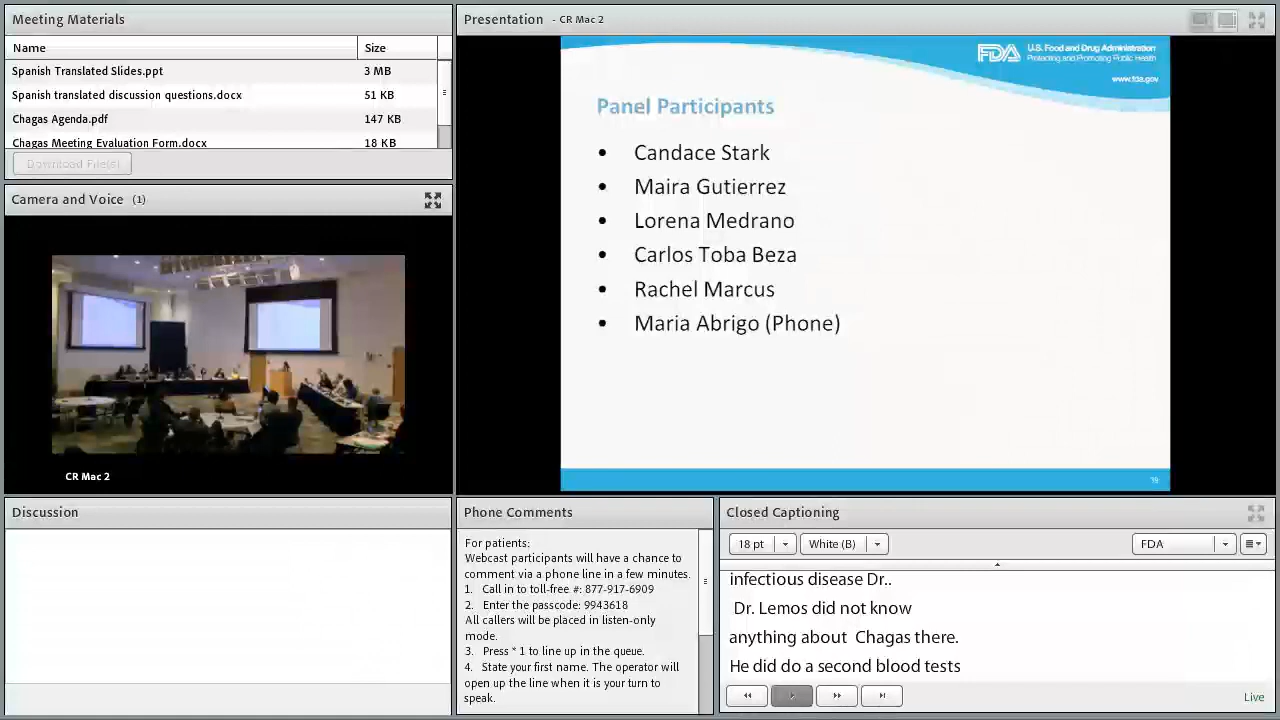 Meeting Materials
Name Size
Spanish Translated Slides.ppt 3 MB
Spanish translated discussion questions.docx 51 KB
Chagas Agenda.pdf 147 KB
Chagas Meeting Evaluation Form.docx 18 KB
Download File(s)
Camera and Voice (1)
CR Mac 2
Presentation - CR Mac 2
FDA U.S. Food and Drug Administration
Protecting and Promoting Public Health
www.fda.gov
Panel Participants
• Candace Stark
• Maira Gutierrez
• Lorena Medrano
• Carlos Toba Beza
• Rachel Marcus
• Maria Abrigo (Phone)
19
Discussion
Phone Comments
For patients:
Webcast participants will have a chance to
comment via a phone line in a few minutes.
1. Call in to toll-free #: 877-917-6909
2. Enter the passcode: 9943618
All callers will be placed in listen-only
mode.
3. Press * 1 to line up in the queue.
4. State your first name. The operator will
open up the line when it is your turn to
speak.
Closed Captioning
18 pt White (B) FDA
infectious disease Dr..
Dr. Lemos did not know
anything about Chagas there.
He did do a second blood tests
Live